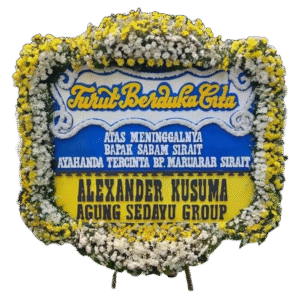 Turut Berduka Cita
ATAS MENINGGALNYA
BAPAK SABAM SIRAIT
AYAHANDA TERCINTA BP. MARUARAR SIRAIT
ALEXANDER KUSUMA
AGUNG SEDAYU GROUP